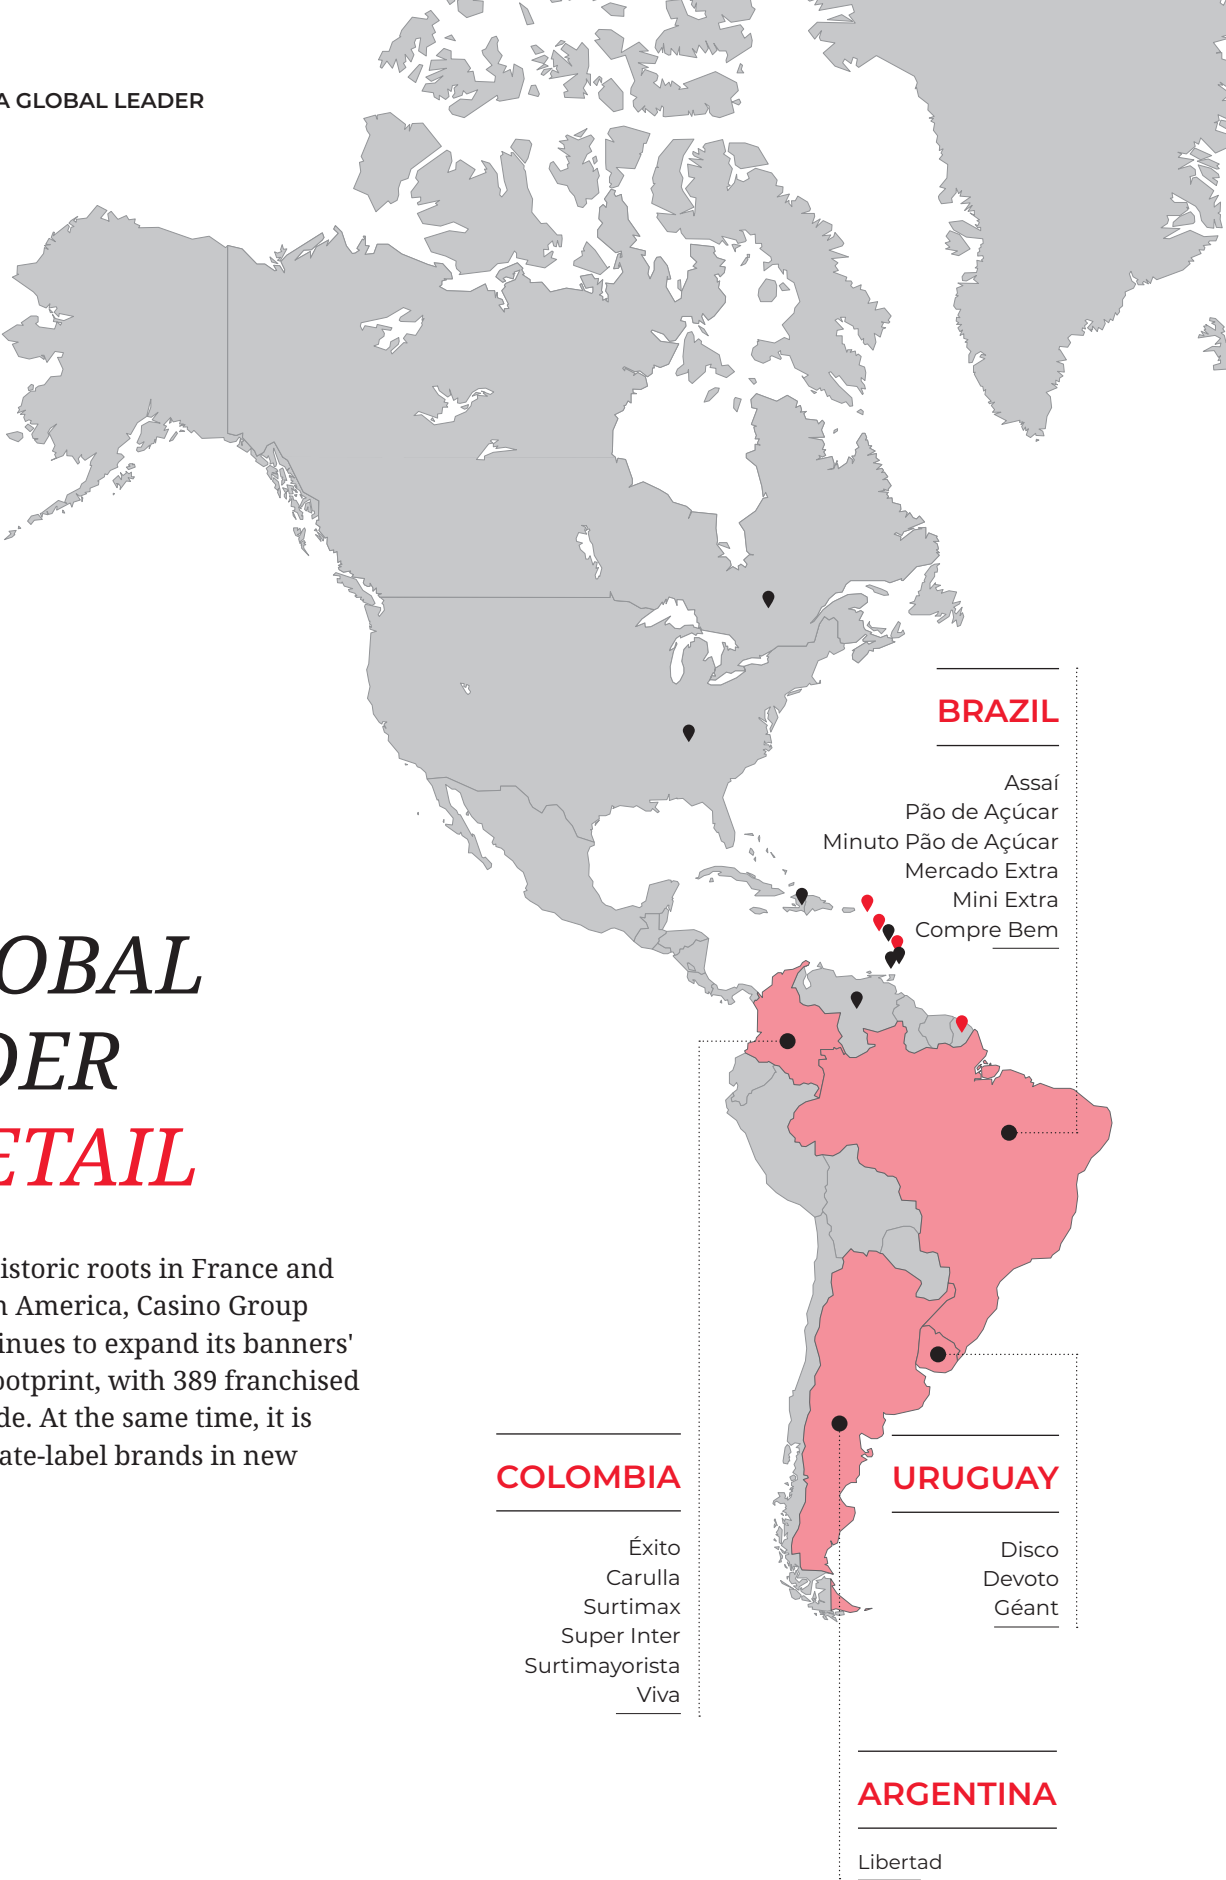 A GLOBAL LEADER
OBAL
DER
ETAIL
istoric roots in France and
n America, Casino Group
inues to expand its banners'
ootprint, with 389 franchised
de. At the same time, it is
ate-label brands in new
BRAZIL
Assaí
Pão de Açúcar
Minuto Pão de Açúcar
Mercado Extra
Mini Extra
Compre Bem
COLOMBIA
Éxito
Carulla
Surtimax
Super Inter
Surtimayorista
Viva
URUGUAY
Disco
Devoto
Géant
ARGENTINA
Libertad